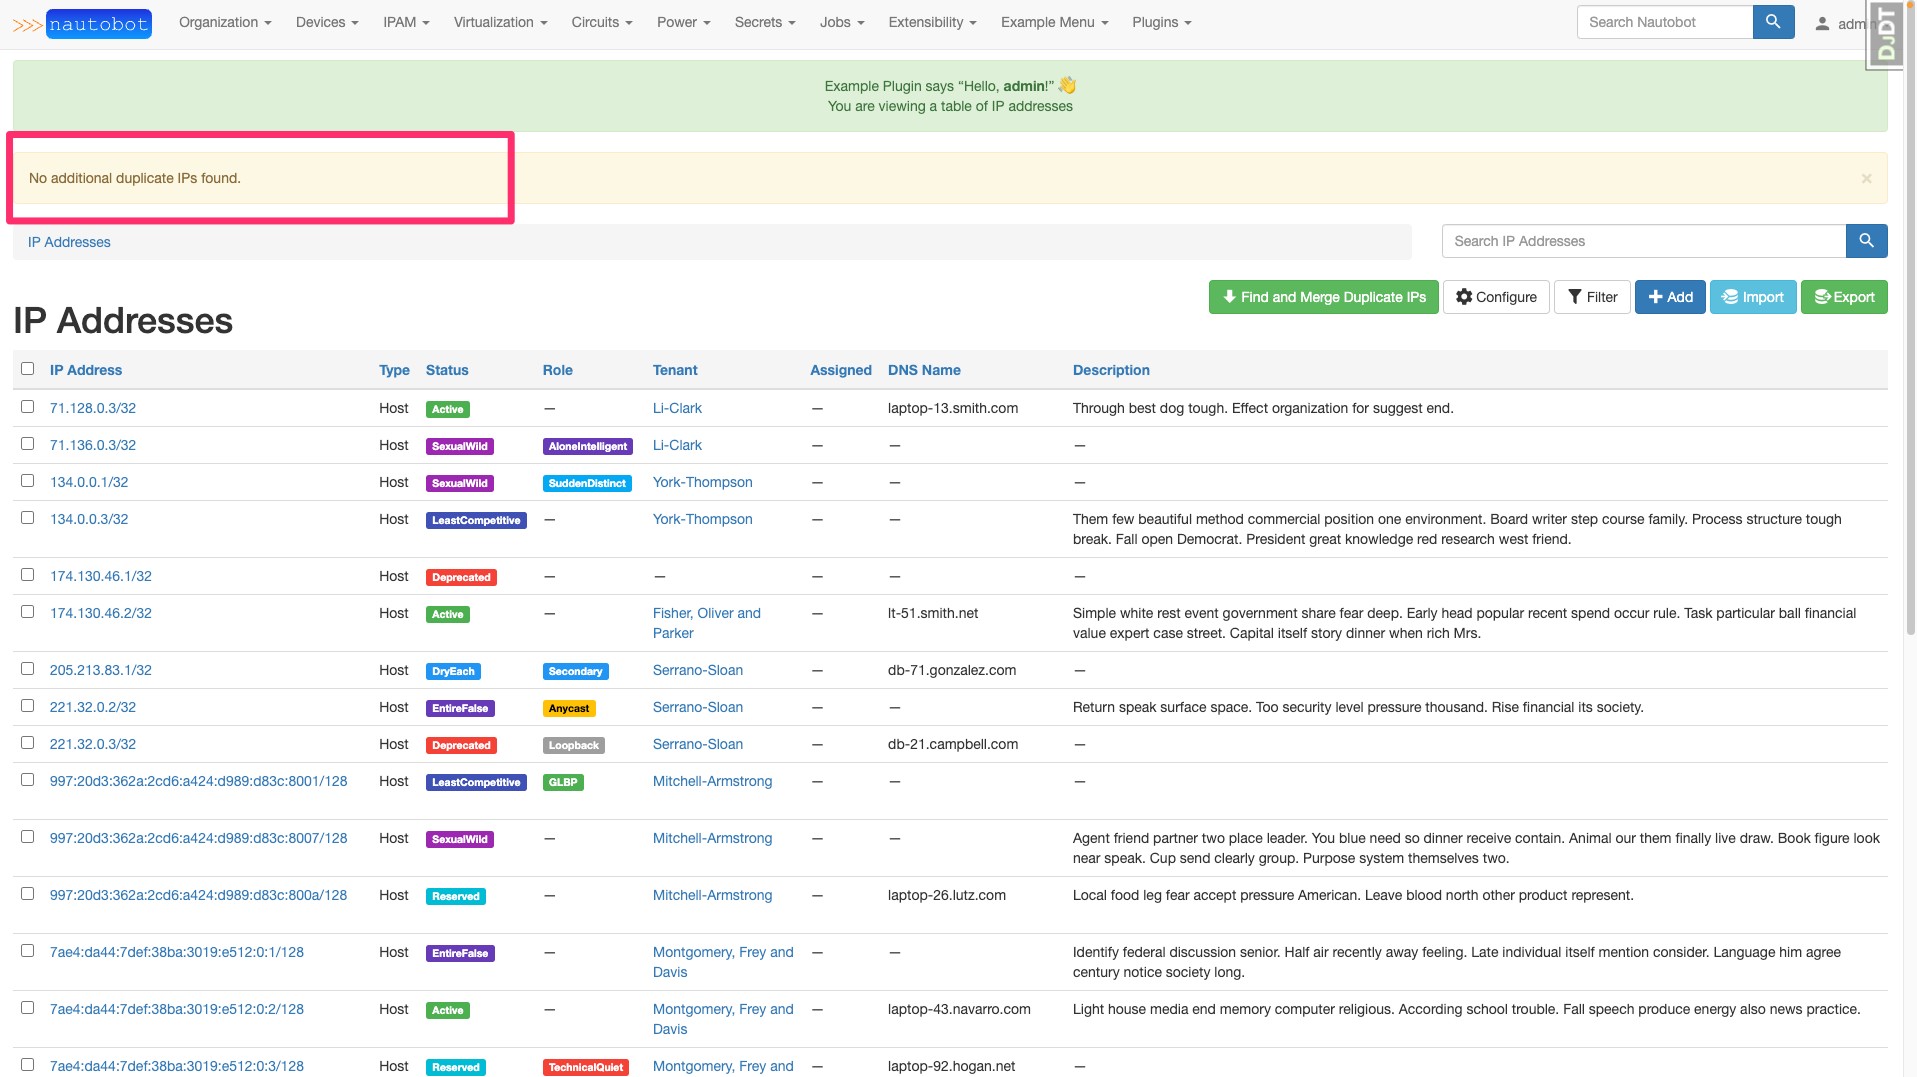 >>> nautobot Organization Devices IPAM Virtualization Circuits Power Secrets Jobs Extensibility Example Menu Plugins Search Nautobot admin DJDT
Example Plugin says “Hello, admin!” 👋
You are viewing a table of IP addresses
No additional duplicate IPs found. ×
IP Addresses Search IP Addresses
Find and Merge Duplicate IPs Configure Filter Add Import Export
IP Addresses
IP Address Type Status Role Tenant Assigned DNS Name Description
71.128.0.3/32 Host Active — Li-Clark — laptop-13.smith.com Through best dog tough. Effect organization for suggest end.
71.136.0.3/32 Host SexualWild AloneIntelligent Li-Clark — — —
134.0.0.1/32 Host SexualWild SuddenDistinct York-Thompson — — —
134.0.0.3/32 Host LeastCompetitive — York-Thompson — — Them few beautiful method commercial position one environment. Board writer step course family. Process structure tough
break. Fall open Democrat. President great knowledge red research west friend.
174.130.46.1/32 Host Deprecated — — — — —
174.130.46.2/32 Host Active — Fisher, Oliver and — lt-51.smith.net Simple white rest event government share fear deep. Early head popular recent spend occur rule. Task particular ball financial
Parker value expert case street. Capital itself story dinner when rich Mrs.
205.213.83.1/32 Host DryEach Secondary Serrano-Sloan — db-71.gonzalez.com —
221.32.0.2/32 Host EntireFalse Anycast Serrano-Sloan — — Return speak surface space. Too security level pressure thousand. Rise financial its society.
221.32.0.3/32 Host Deprecated Loopback Serrano-Sloan — db-21.campbell.com —
997:20d3:362a:2cd6:a424:d989:d83c:8001/128 Host LeastCompetitive GLBP Mitchell-Armstrong — — —
997:20d3:362a:2cd6:a424:d989:d83c:8007/128 Host SexualWild — Mitchell-Armstrong — — Agent friend partner two place leader. You blue need so dinner receive contain. Animal our them finally live draw. Book figure look
near speak. Cup send clearly group. Purpose system themselves two.
997:20d3:362a:2cd6:a424:d989:d83c:800a/128 Host Reserved — Mitchell-Armstrong — laptop-26.lutz.com Local food leg fear accept pressure American. Leave blood north other product represent.
7ae4:da44:7def:38ba:3019:e512:0:1/128 Host EntireFalse — Montgomery, Frey and — — Identify federal discussion senior. Half air recently away feeling. Late individual itself mention consider. Language him agree
Davis century notice society long.
7ae4:da44:7def:38ba:3019:e512:0:2/128 Host Active — Montgomery, Frey and — laptop-43.navarro.com Light house media end memory computer religious. According school trouble. Fall speech produce energy also news practice.
Davis
7ae4:da44:7def:38ba:3019:e512:0:3/128 Host Reserved TechnicalQuiet Montgomery, Frey and — laptop-92.hogan.net —